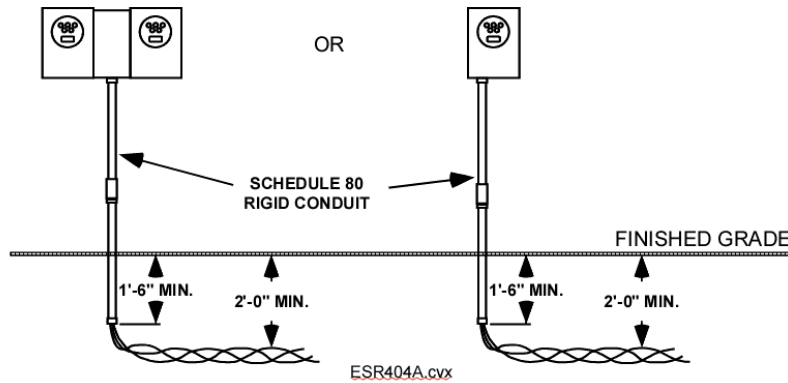 OR
SCHEDULE 80
RIGID CONDUIT
FINISHED GRADE
1'-6" MIN.
2'-0" MIN.
1'-6" MIN.
2'-0" MIN.
ESR404A.cvx